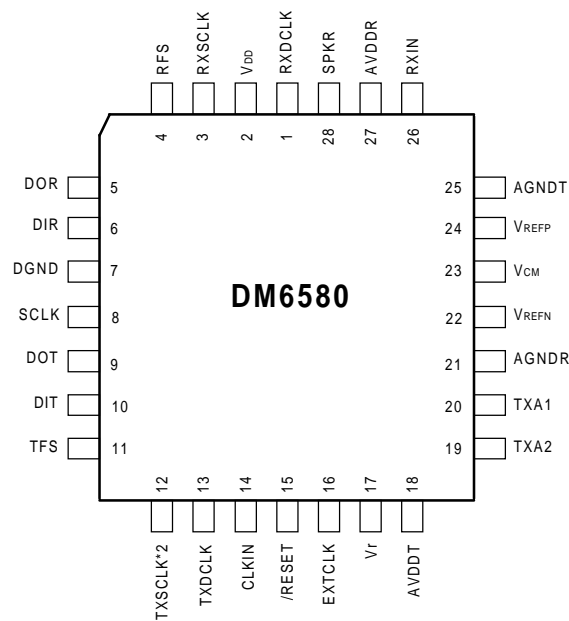 RFS
RXSCLK
VDD
RXDCLK
SPKR
AVDDR
RXIN
4
3
2
1
28
27
26
DOR 5
DIR 6
DGND 7
SCLK 8
DOT 9
DIT 10
TFS 11
DM6580
25 AGNDT
24 VREFP
23 VCM
22 VREFN
21 AGNDR
20 TXA1
19 TXA2
12
13
14
15
16
17
18
TXSCLK*2
TXDCLK
CLKIN
/RESET
EXTCLK
Vr
AVDDT